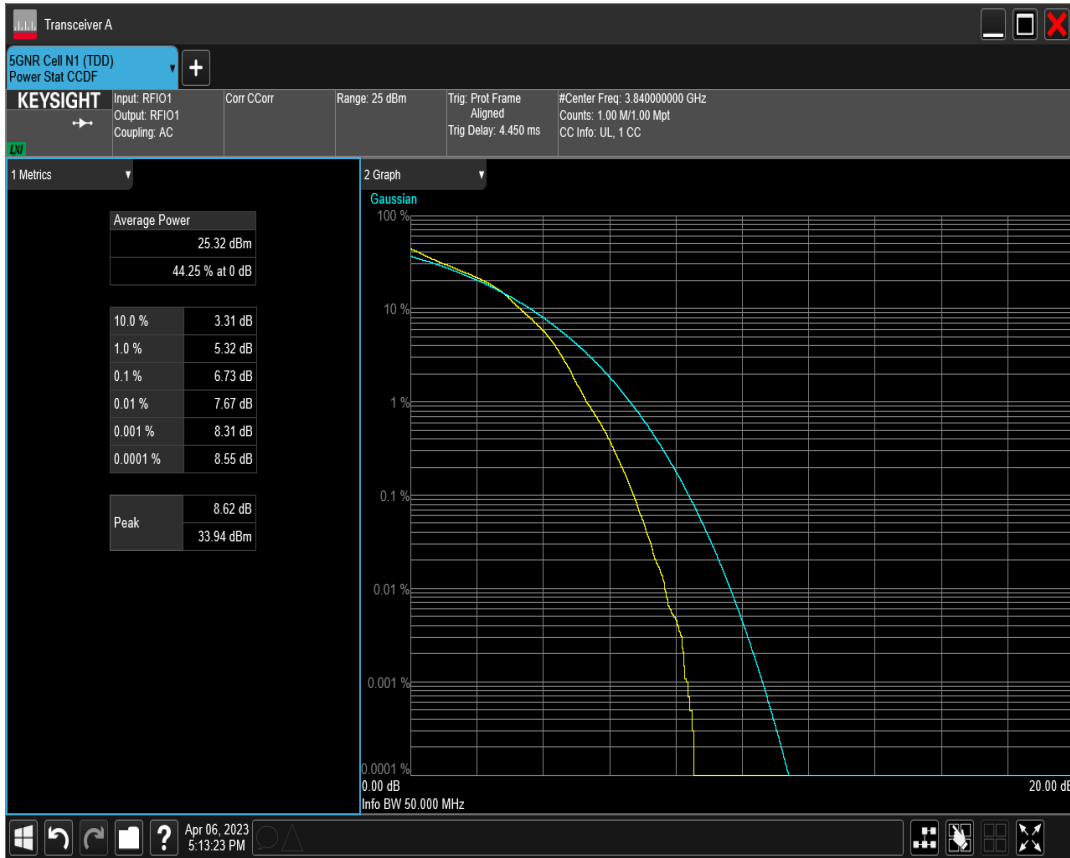 Transceiver A
5GNR Cell N1 (TDD)
Power Stat CCDF
KEYSIGHT
LXI
Input: RFIO1
Output: RFIO1
Coupling: AC
Corr CCorr
Range: 25 dBm
Trig: Prot Frame
Aligned
Trig Delay: 4.450 ms
#Center Freq: 3.840000000 GHz
Counts: 1.00 M/1.00 Mpt
CC Info: UL, 1 CC
1 Metrics
Average Power
25.32 dBm
44.25 % at 0 dB
10.0 % 3.31 dB
1.0 % 5.32 dB
0.1 % 6.73 dB
0.01 % 7.67 dB
0.001 % 8.31 dB
0.0001 % 8.55 dB
Peak 8.62 dB
33.94 dBm
2 Graph
Gaussian
100 %
10 %
1 %
0.1 %
0.01 %
0.001 %
0.0001 %
0.00 dB 20.00 dB
Info BW 50.000 MHz
? Apr 06, 2023
5:13:23 PM